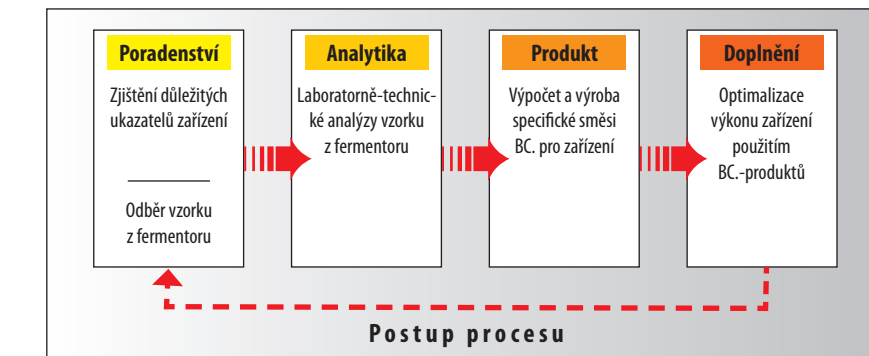 Poradenství
Zjištění důležitých
ukazatelů zařízení
Odběr vzorku
z fermentoru
Analytika
Laboratorně-technic-
ké analýzy vzorku
z fermentoru
Produkt
Výpočet a výroba
specifické směsi
BC. pro zařízení
Doplnění
Optimalizace
výkonu zařízení
použitím
BC.-produktů
Postup procesu